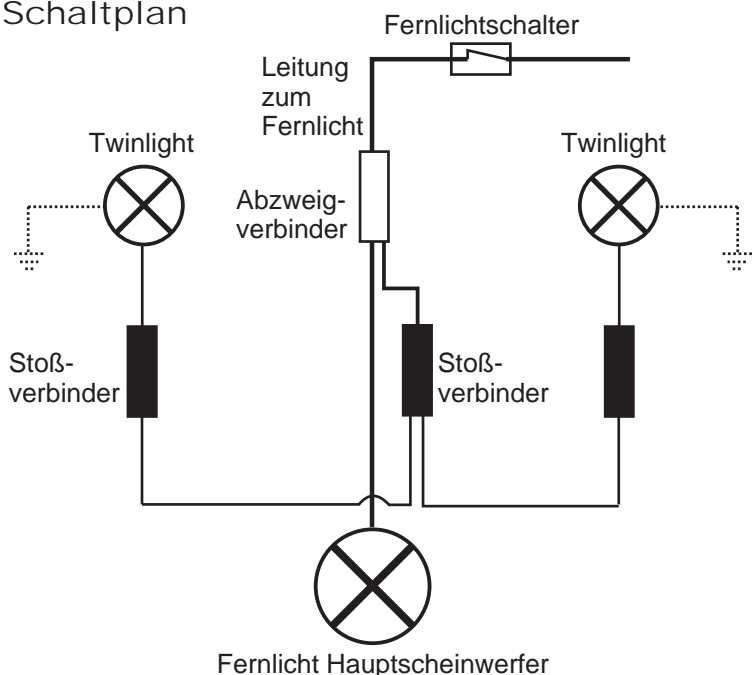 Schaltplan
Fernlichtschalter
Leitung
zum
Fernlicht
Twinlight
Twinlight
Abzweig-
verbinder
Stoß-
verbinder
Stoß-
verbinder
Fernlicht Hauptscheinwerfer